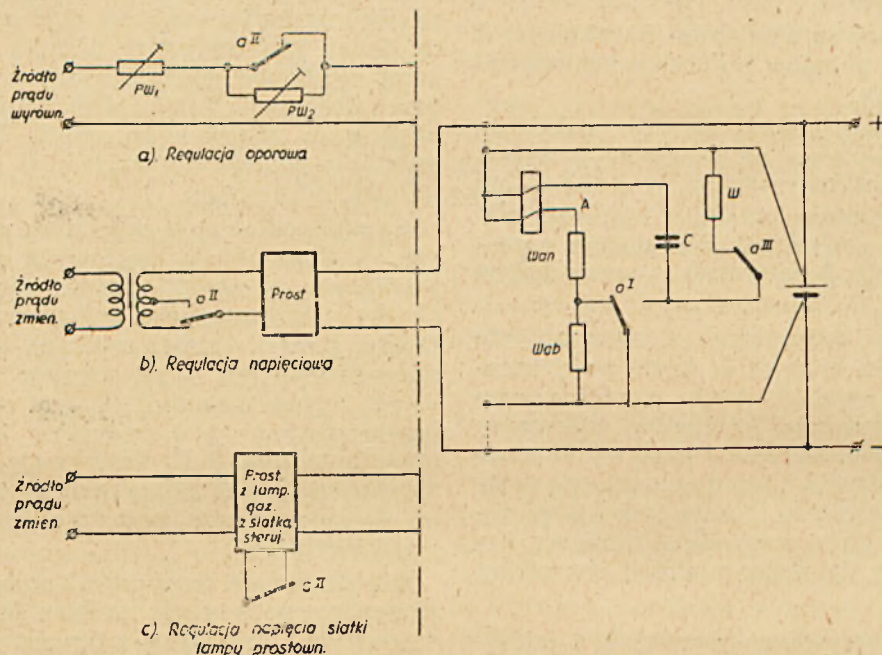 Źródło
prądu
wyrówn.
PW₁
a II
PW₂
a). Regulacja oporowa
Źródło
prądu
zmien.
a II
Prost
b). Regulacja napięciowa
Źródło
prądu
zmien
Prost.
z lamp.
gaz.
z siatką
steruj.
a II
c). Regulacja napięcia siatki
lampy prostown.
+
A
Wan
Wab
a I
C
W
a III
-